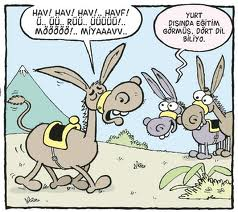 HAV! HAV! HAV!.. HAVF!
Ü.. ÜÜ.. RÜÜ.. ÜÜÜÜÜ!..
MÖÖÖÖÖ!.. MİYAAAVV..
YURT
DIŞINDA EĞİTİM
GÖRMÜŞ, DÖRT DİL
BİLİYO.